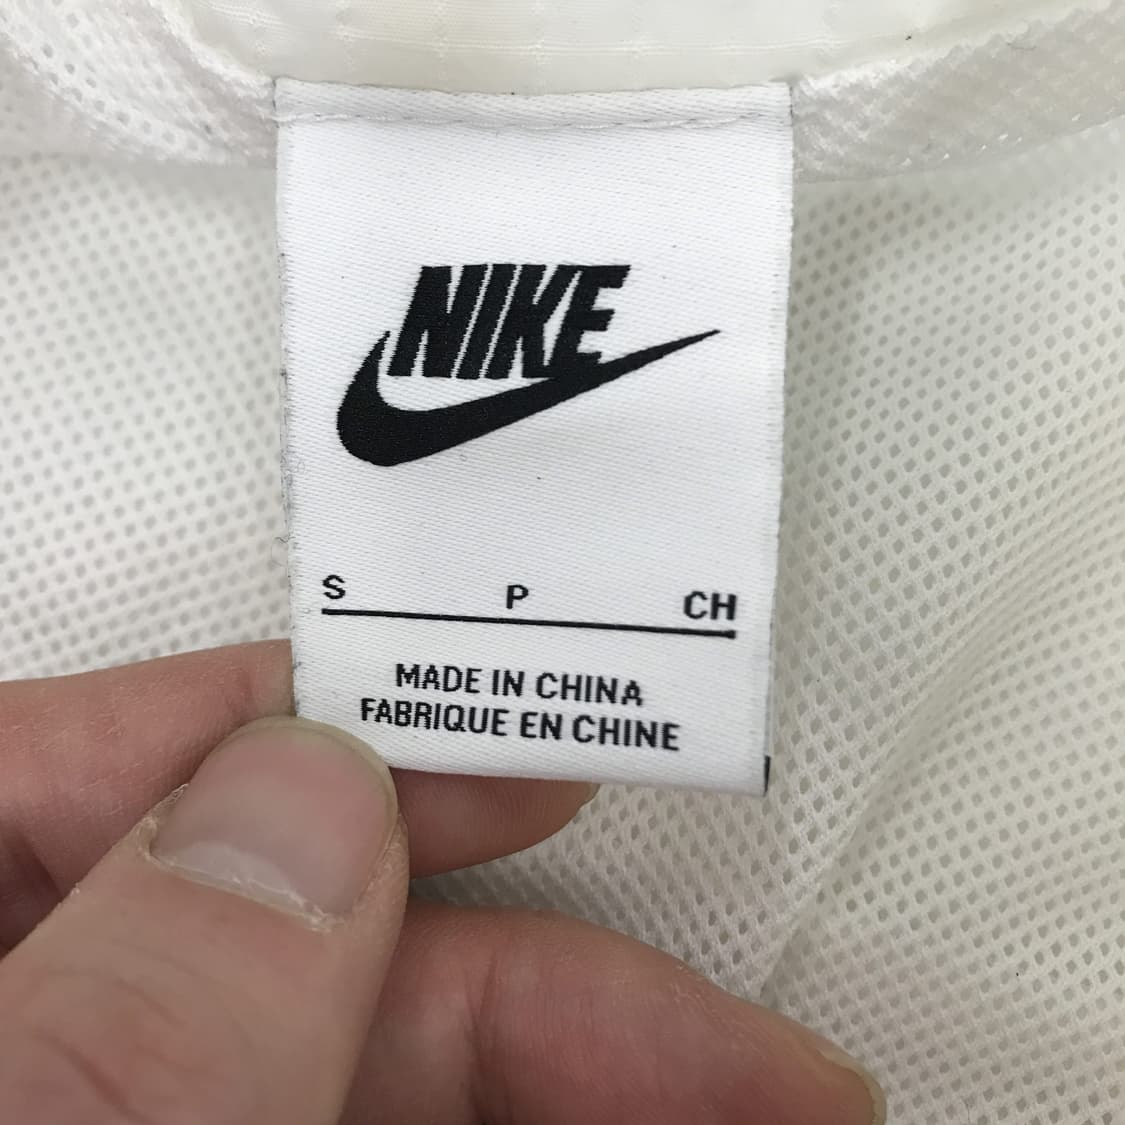 NIKE
S P CH
MADE IN CHINA
FABRIQUE EN CHINE